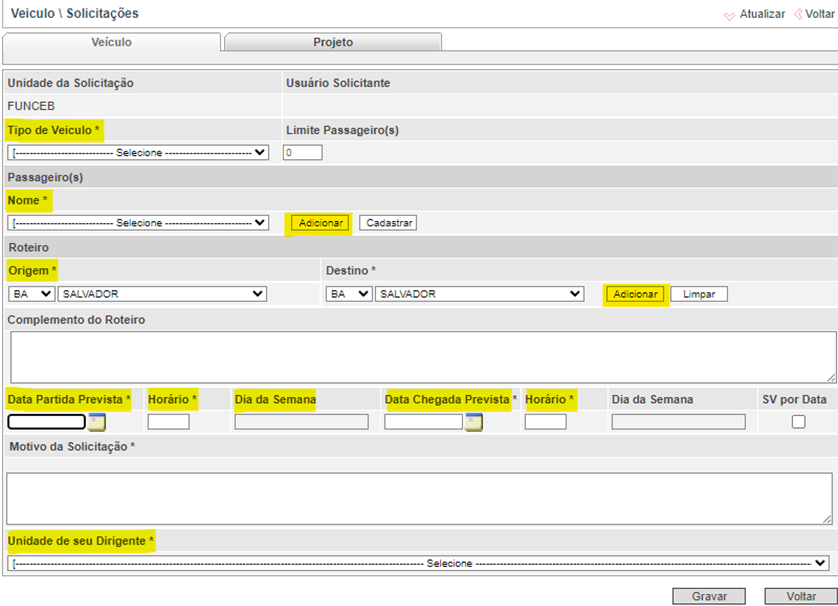 Veiculo \ Solicitações
Atualizar Voltar
Veículo Projeto
Unidade da Solicitação Usuário Solicitante
FUNCEB
Tipo de Veiculo * Limite Passageiro(s)
[--------------------------- Selecione ------------------------ 0
Passageiro(s)
Nome *
[--------------------------- Selecione ------------------------ Adicionar Cadastrar
Roteiro
Origem * Destino *
BA SALVADOR BA SALVADOR Adicionar Limpar
Complemento do Roteiro
Data Partida Prevista * Horário * Dia da Semana Data Chegada Prevista * Horário * Dia da Semana SV por Data
Motivo da Solicitação *
Unidade de seu Dirigente *
[------------------------------------------------------------ Selecione ------------------------------------------------------------
Gravar Voltar